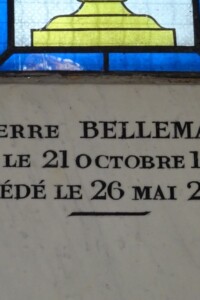 ERRE BELLEMA
LE 21 OCTOBRE 1
ÉDÉ LE 26 MAI 2